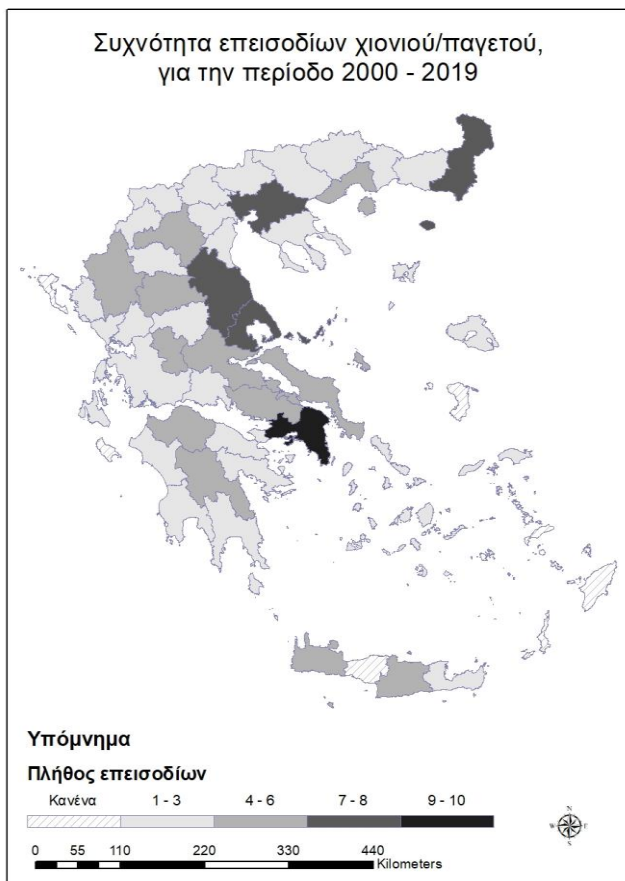 Συχνότητα επεισοδίων χιονιού/παγετού,
για την περίοδο 2000 - 2019
Υπόμνημα
Πλήθος επεισοδίων
Κανένα 1 - 3 4 - 6 7 - 8 9 - 10
0 55 110 220 330 440
Kilometers
N
W E
S